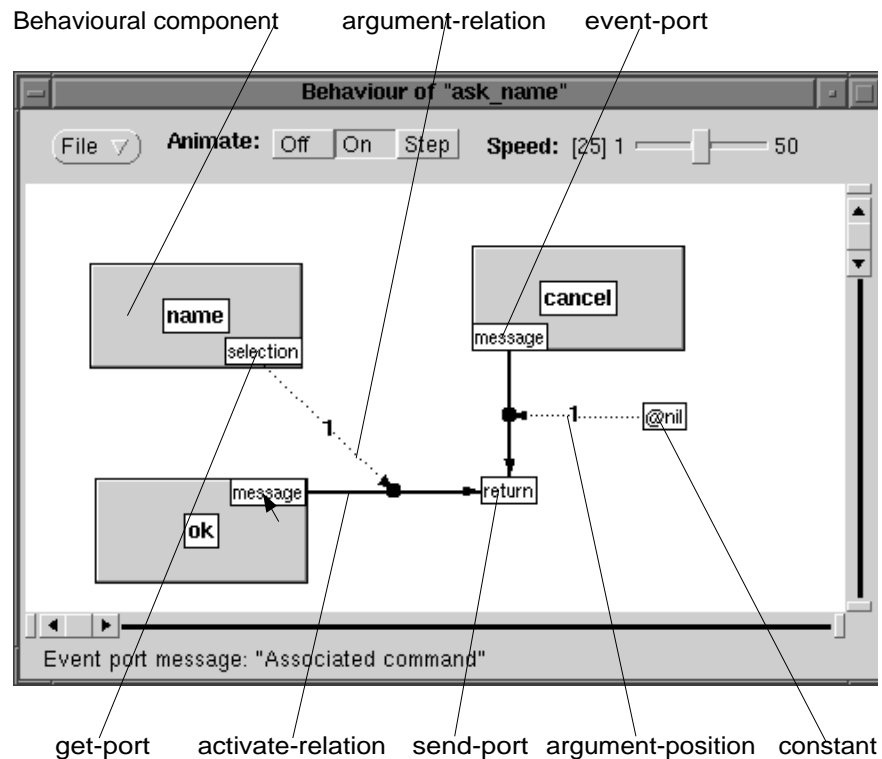 Behavioural component argument-relation event-port
Behaviour of "ask_name"
File Animate: Off On Step Speed: [25] 1 50
name
selection
cancel
message
1
1
@nil
message
return
ok
Event port message: "Associated command"
get-port activate-relation send-port argument-position constant